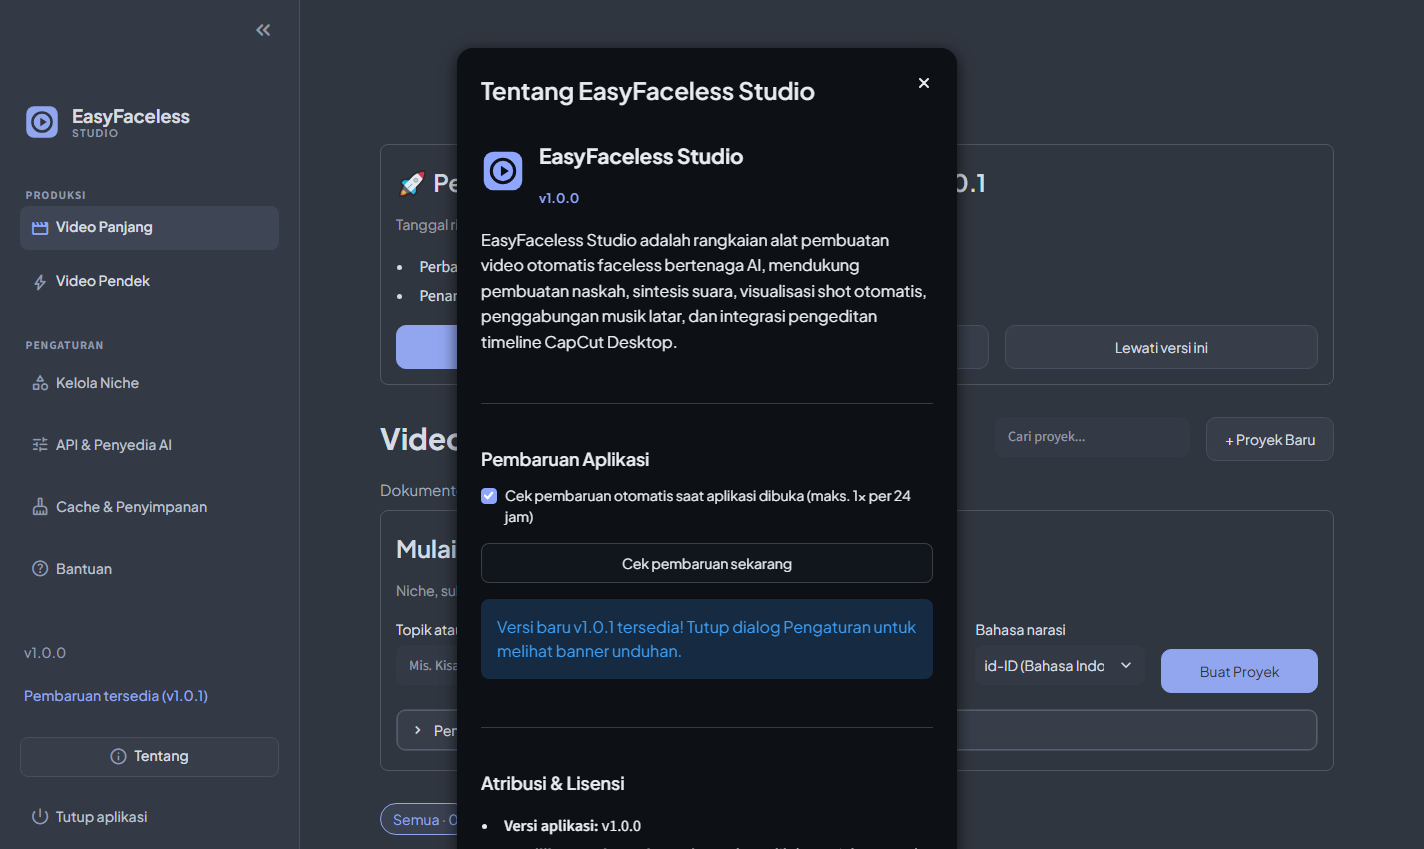 EasyFaceless
STUDIO
PRODUKSI
Video Panjang
Video Pendek
PENGATURAN
Kelola Niche
API & Penyedia AI
Cache & Penyimpanan
Bantuan
v1.0.0
Pembaruan tersedia (v1.0.1)
Tentang
Tutup aplikasi
0.1
Tanggal
Lewati versi ini
Video
Cari proyek...
+ Proyek Baru
Mulai
Niche,
Topik
Bahasa narasi
Mis.
id-ID (Bahasa
Buat Proyek
Semua ·
Tentang EasyFaceless Studio
EasyFaceless Studio
v1.0.0
EasyFaceless Studio adalah rangkaian alat pembuatan
video otomatis faceless bertenaga AI, mendukung
pembuatan naskah, sintesis suara, visualisasi shot otomatis,
penggabungan musik latar, dan integrasi pengeditan
timeline CapCut Desktop.
Pembaruan Aplikasi
Cek pembaruan otomatis saat aplikasi dibuka (maks. 1x per 24
jam)
Cek pembaruan sekarang
Versi baru v1.0.1 tersedia! Tutup dialog Pengaturan untuk
melihat banner unduhan.
Atribusi & Lisensi
Versi aplikasi: v1.0.0